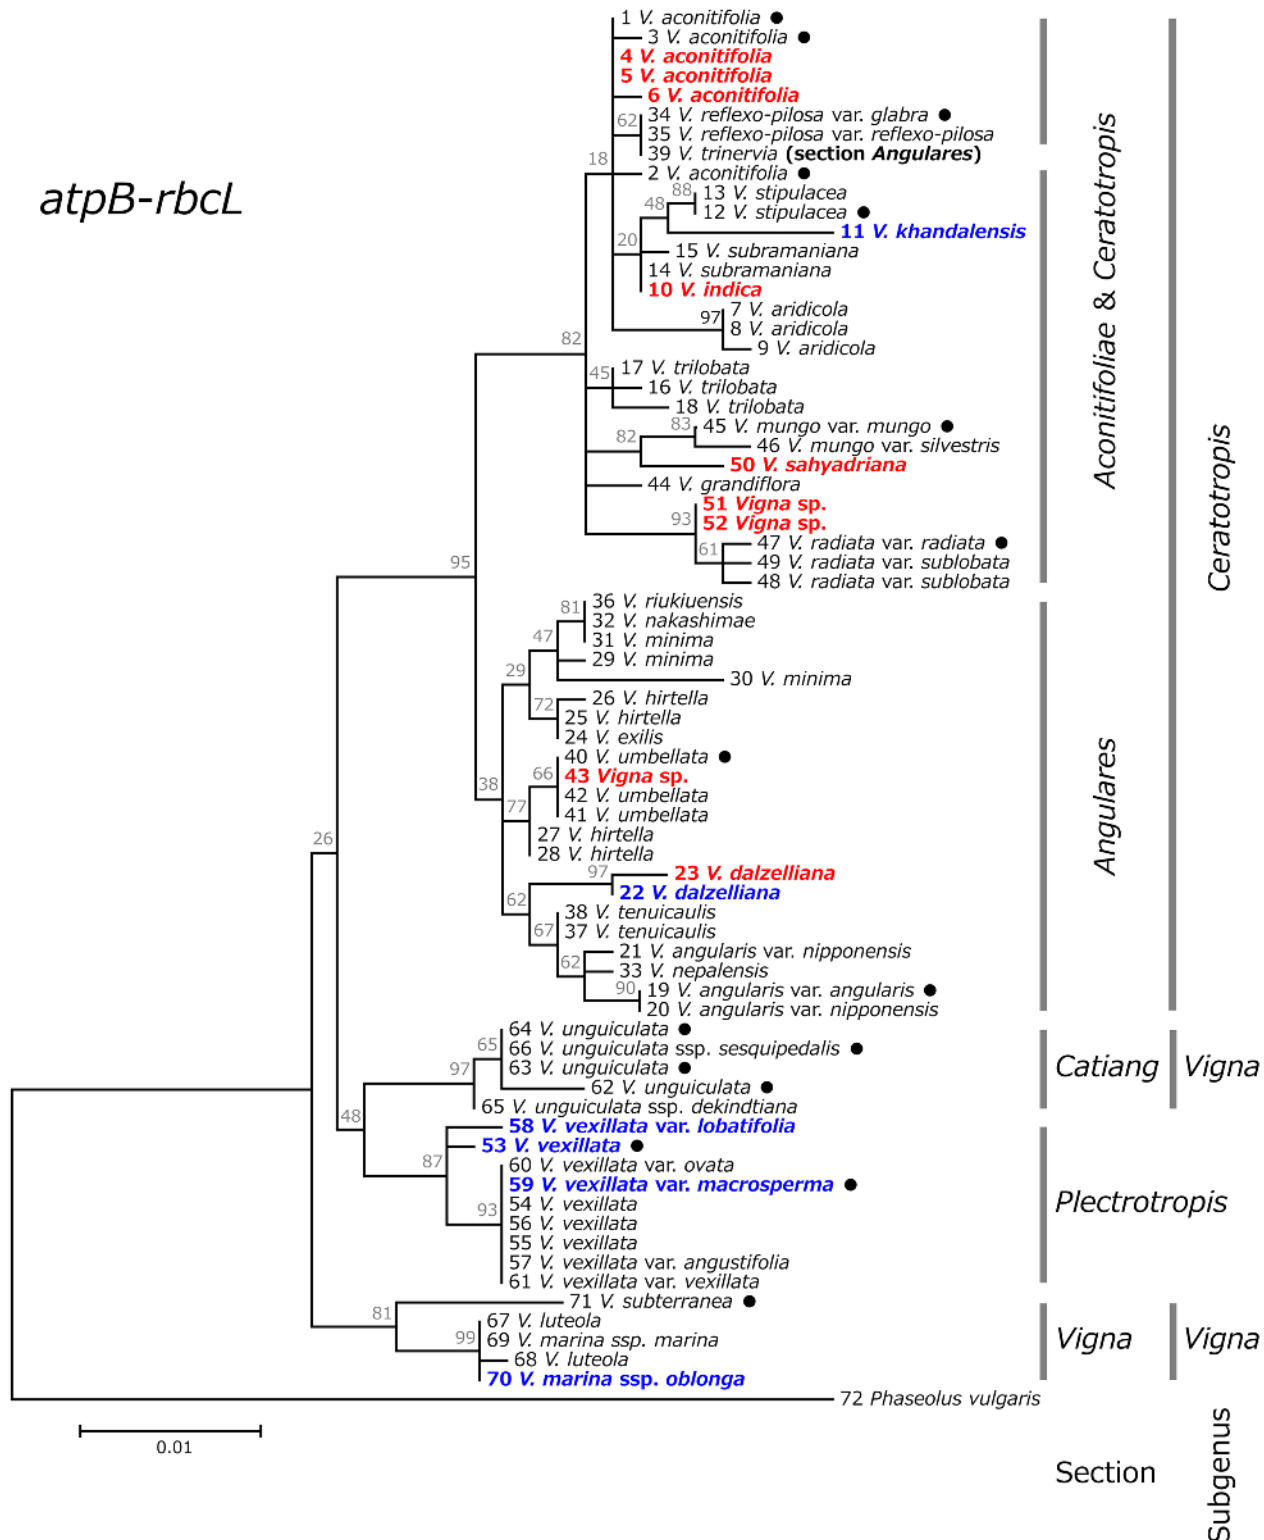 atpB-rbcL
1 V. aconitifolia ●
3 V. aconitifolia ●
4 V. aconitifolia
5 V. aconitifolia
6 V. aconitifolia
34 V. reflexo-pilosa var. glabra ●
62
35 V. reflexo-pilosa var. reflexo-pilosa
39 V. trinervia (section Angulares)
18
2 V. aconitifolia ●
13 V. stipulacea
88
12 V. stipulacea ●
48
11 V. khandalensis
20
15 V. subramaniana
14 V. subramaniana
10 V. indica
7 V. aridicola
97
8 V. aridicola
9 V. aridicola
82
17 V. trilobata
45
16 V. trilobata
18 V. trilobata
45 V. mungo var. mungo ●
83
82
46 V. mungo var. silvestris
50 V. sahyadriana
44 V. grandiflora
51 Vigna sp.
93
52 Vigna sp.
47 V. radiata var. radiata ●
61
49 V. radiata var. sublobata
48 V. radiata var. sublobata
95
36 V. riukiuensis
81
32 V. nakashimae
31 V. minima
47
29 V. minima
29
30 V. minima
26 V. hirtella
72
25 V. hirtella
24 V. exilis
40 V. umbellata ●
66
43 Vigna sp.
38
42 V. umbellata
77
41 V. umbellata
27 V. hirtella
28 V. hirtella
26
97
23 V. dalzelliana
22 V. dalzelliana
62
38 V. tenuicaulis
67
37 V. tenuicaulis
21 V. angularis var. nipponensis
62
33 V. nepalensis
90
19 V. angularis var. angularis ●
20 V. angularis var. nipponensis
64 V. unguiculata ●
65
66 V. unguiculata ssp. sesquipedalis ●
97
63 V. unguiculata ●
62 V. unguiculata ●
65 V. unguiculata ssp. dekindtiana
48
58 V. vexillata var. lobatifolia
53 V. vexillata ●
87
60 V. vexillata var. ovata
59 V. vexillata var. macrosperma ●
93
54 V. vexillata
56 V. vexillata
55 V. vexillata
57 V. vexillata var. angustifolia
61 V. vexillata var. vexillata
71 V. subterranea ●
81
67 V. luteola
99
69 V. marina ssp. marina
68 V. luteola
70 V. marina ssp. oblonga
72 Phaseolus vulgaris
0.01
Aconitifoliae & Ceratotropis
Angulares
Catiang
Plectrotropis
Vigna
Section
Ceratotropis
Vigna
Vigna
Subgenus